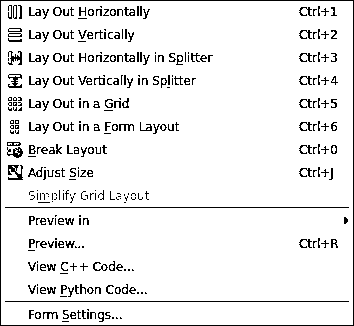 Lay Out Horizontally Ctrl+1
Lay Out Vertically Ctrl+2
Lay Out Horizontally in Splitter Ctrl+3
Lay Out Vertically in Splitter Ctrl+4
Lay Out in a Grid Ctrl+5
Lay Out in a Form Layout Ctrl+6
Break Layout Ctrl+0
Adjust Size Ctrl+J
Simplify Grid Layout
Preview in
Preview... Ctrl+R
View C++ Code...
View Python Code...
Form Settings...